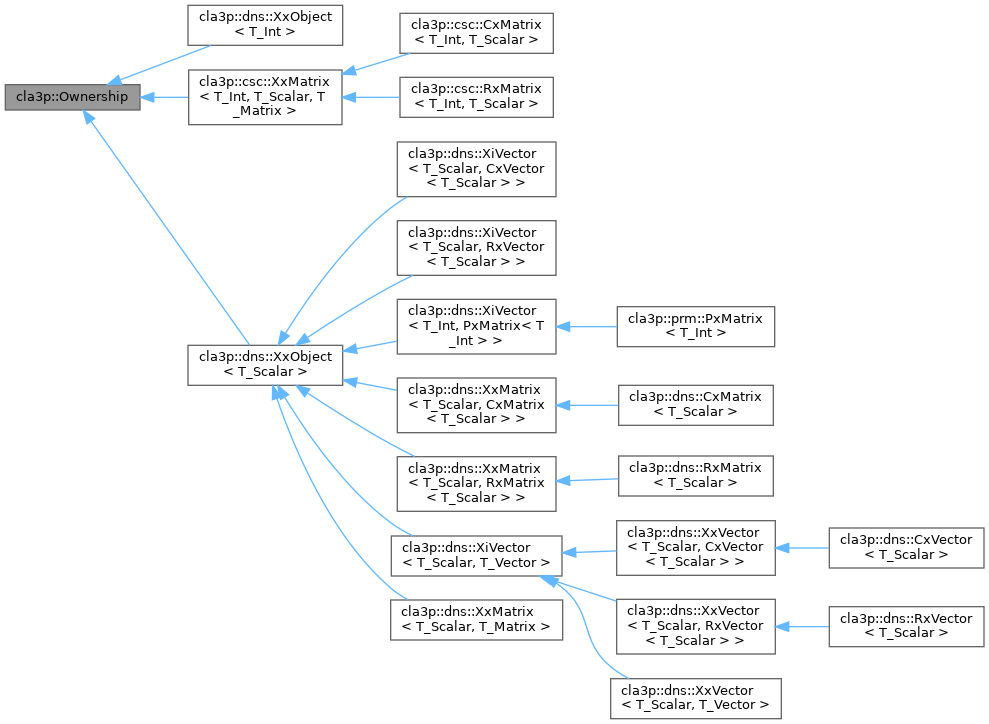 cla3p::Ownership
cla3p::dns::XxObject
< T_Int >
cla3p::csc::XxMatrix
< T_Int, T_Scalar, T
_Matrix >
cla3p::dns::XxObject
< T_Scalar >
cla3p::csc::CxMatrix
< T_Int, T_Scalar >
cla3p::csc::RxMatrix
< T_Int, T_Scalar >
cla3p::dns::XiVector
< T_Scalar, CxVector
< T_Scalar > >
cla3p::dns::XiVector
< T_Scalar, RxVector
< T_Scalar > >
cla3p::dns::XiVector
< T_Int, PxMatrix< T
_Int > >
cla3p::dns::XxMatrix
< T_Scalar, CxMatrix
< T_Scalar > >
cla3p::dns::XxMatrix
< T_Scalar, RxMatrix
< T_Scalar > >
cla3p::dns::XiVector
< T_Scalar, T_Vector >
cla3p::dns::XxMatrix
< T_Scalar, T_Matrix >
cla3p::prm::PxMatrix
< T_Int >
cla3p::dns::CxMatrix
< T_Scalar >
cla3p::dns::RxMatrix
< T_Scalar >
cla3p::dns::XxVector
< T_Scalar, CxVector
< T_Scalar > >
cla3p::dns::XxVector
< T_Scalar, RxVector
< T_Scalar > >
cla3p::dns::XxVector
< T_Scalar, T_Vector >
cla3p::dns::CxVector
< T_Scalar >
cla3p::dns::RxVector
< T_Scalar >